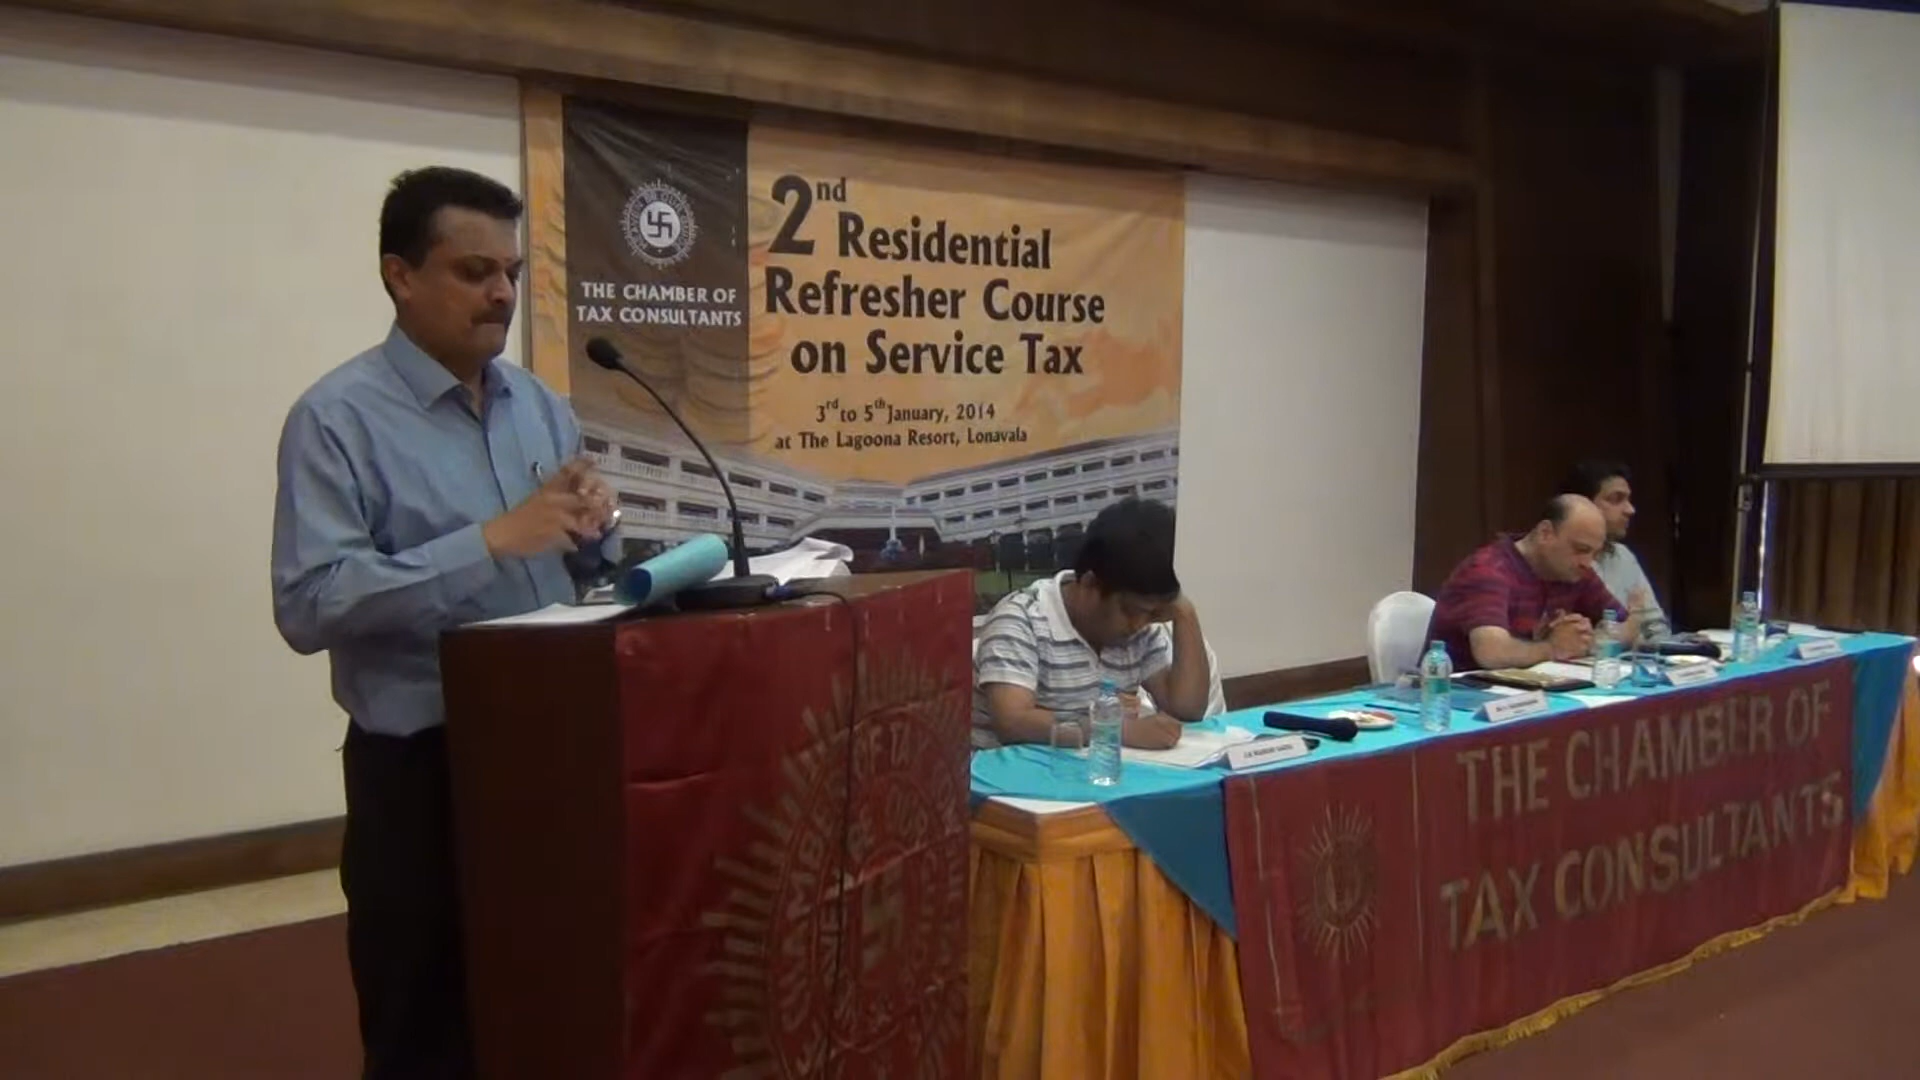 THE CHAMBER OF
TAX CONSULTANTS
2nd
Residential
Refresher Course
on Service Tax
3rd to 5th January, 2014
at The Lagoona Resort, Lonavala
THE CHAMBER OF
TAX CONSULTANTS